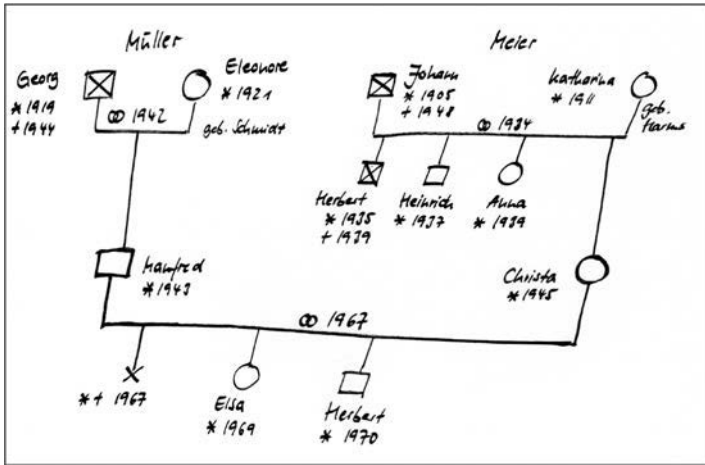 Müller
Meier
Georg
* 1919
+ 1944
Eleonore
* 1921
⚭ 1942
geb. Schmidt
Johann
* 1905
+ 1948
Katharina
* 1911
geb.
Harms
⚭ 1934
Herbert
* 1935
+ 1939
Heinrich
* 1937
Anna
* 1939
Manfred
* 1943
Christa
* 1945
⚭ 1967
*+ 1967
Elsa
* 1969
Herbert
* 1970